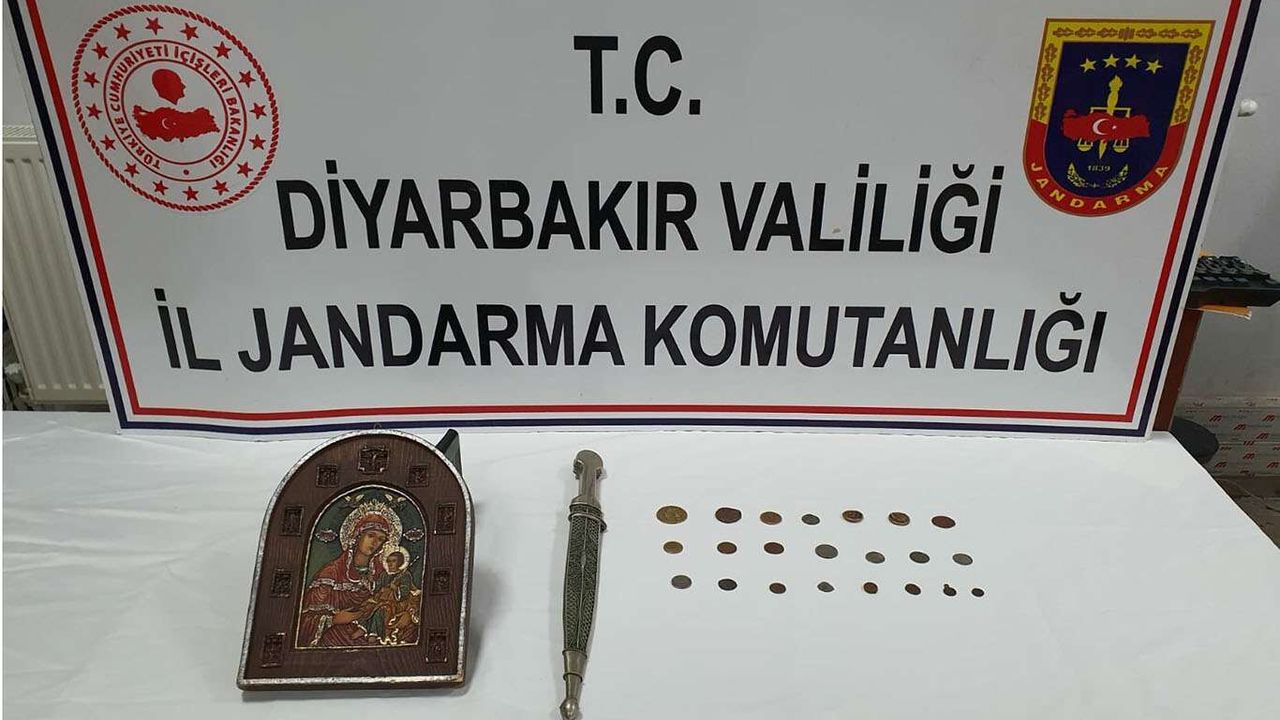 TÜRKİYE CUMHURİYETİ İÇİŞLERİ BAKANLIĞI
T.C.
DİYARBAKIR VALİLİĞİ
İL JANDARMA KOMUTANLIĞI
1839
JANDARMA